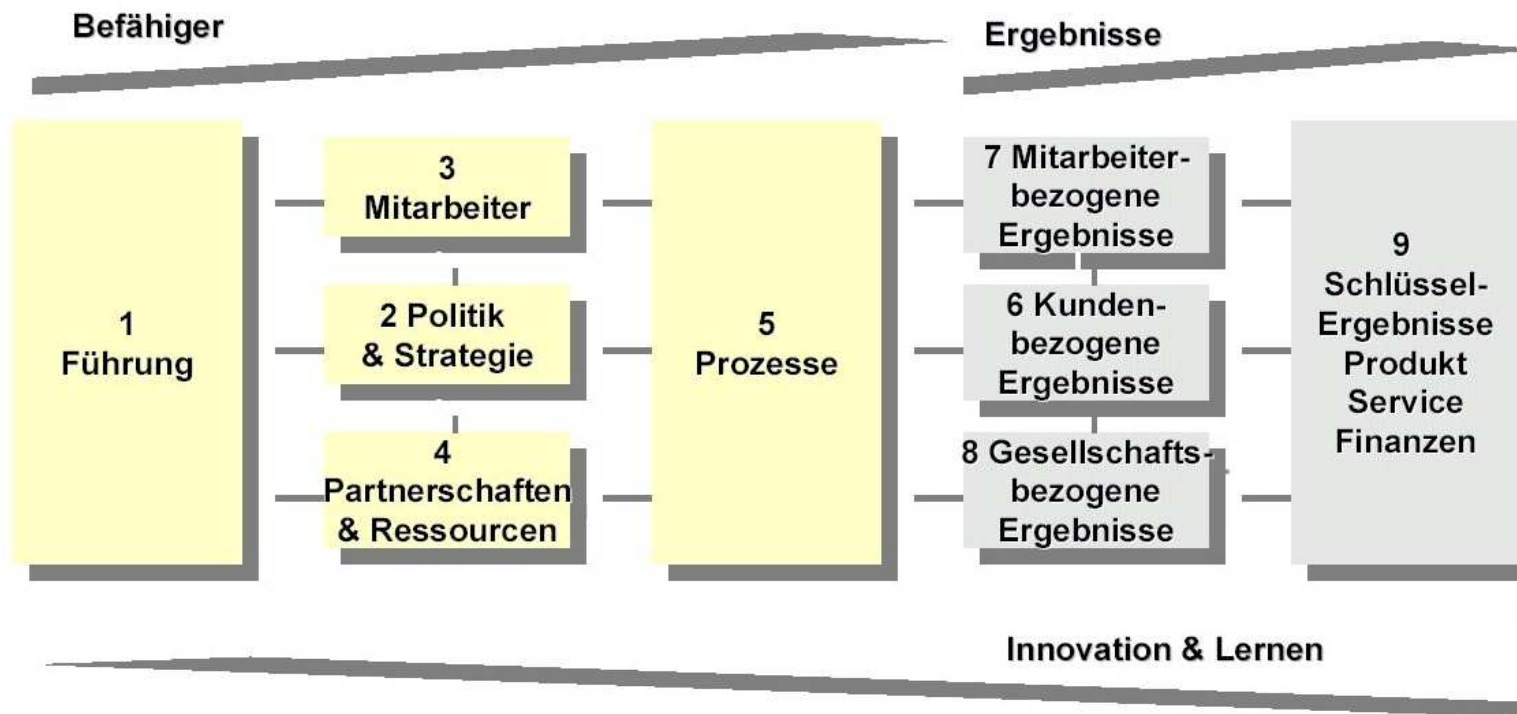 Befähiger
Ergebnisse
1
Führung
3
Mitarbeiter
2 Politik
& Strategie
4
Partnerschaften
& Ressourcen
5
Prozesse
7 Mitarbeiter-
bezogene
Ergebnisse
6 Kunden-
bezogene
Ergebnisse
8 Gesellschafts-
bezogene
Ergebnisse
9
Schlüssel-
Ergebnisse
Produkt
Service
Finanzen
Innovation & Lernen